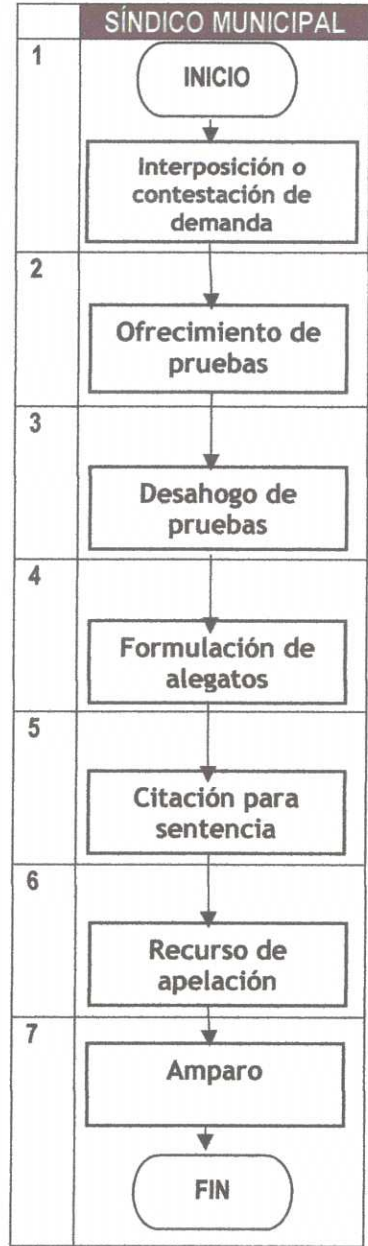 SÍNDICO MUNICIPAL
1
INICIO
Interposición o
contestación de
demanda
2
Ofrecimiento de
pruebas
3
Desahogo de
pruebas
4
Formulación de
alegatos
5
Citación para
sentencia
6
Recurso de
apelación
7
Amparo
FIN